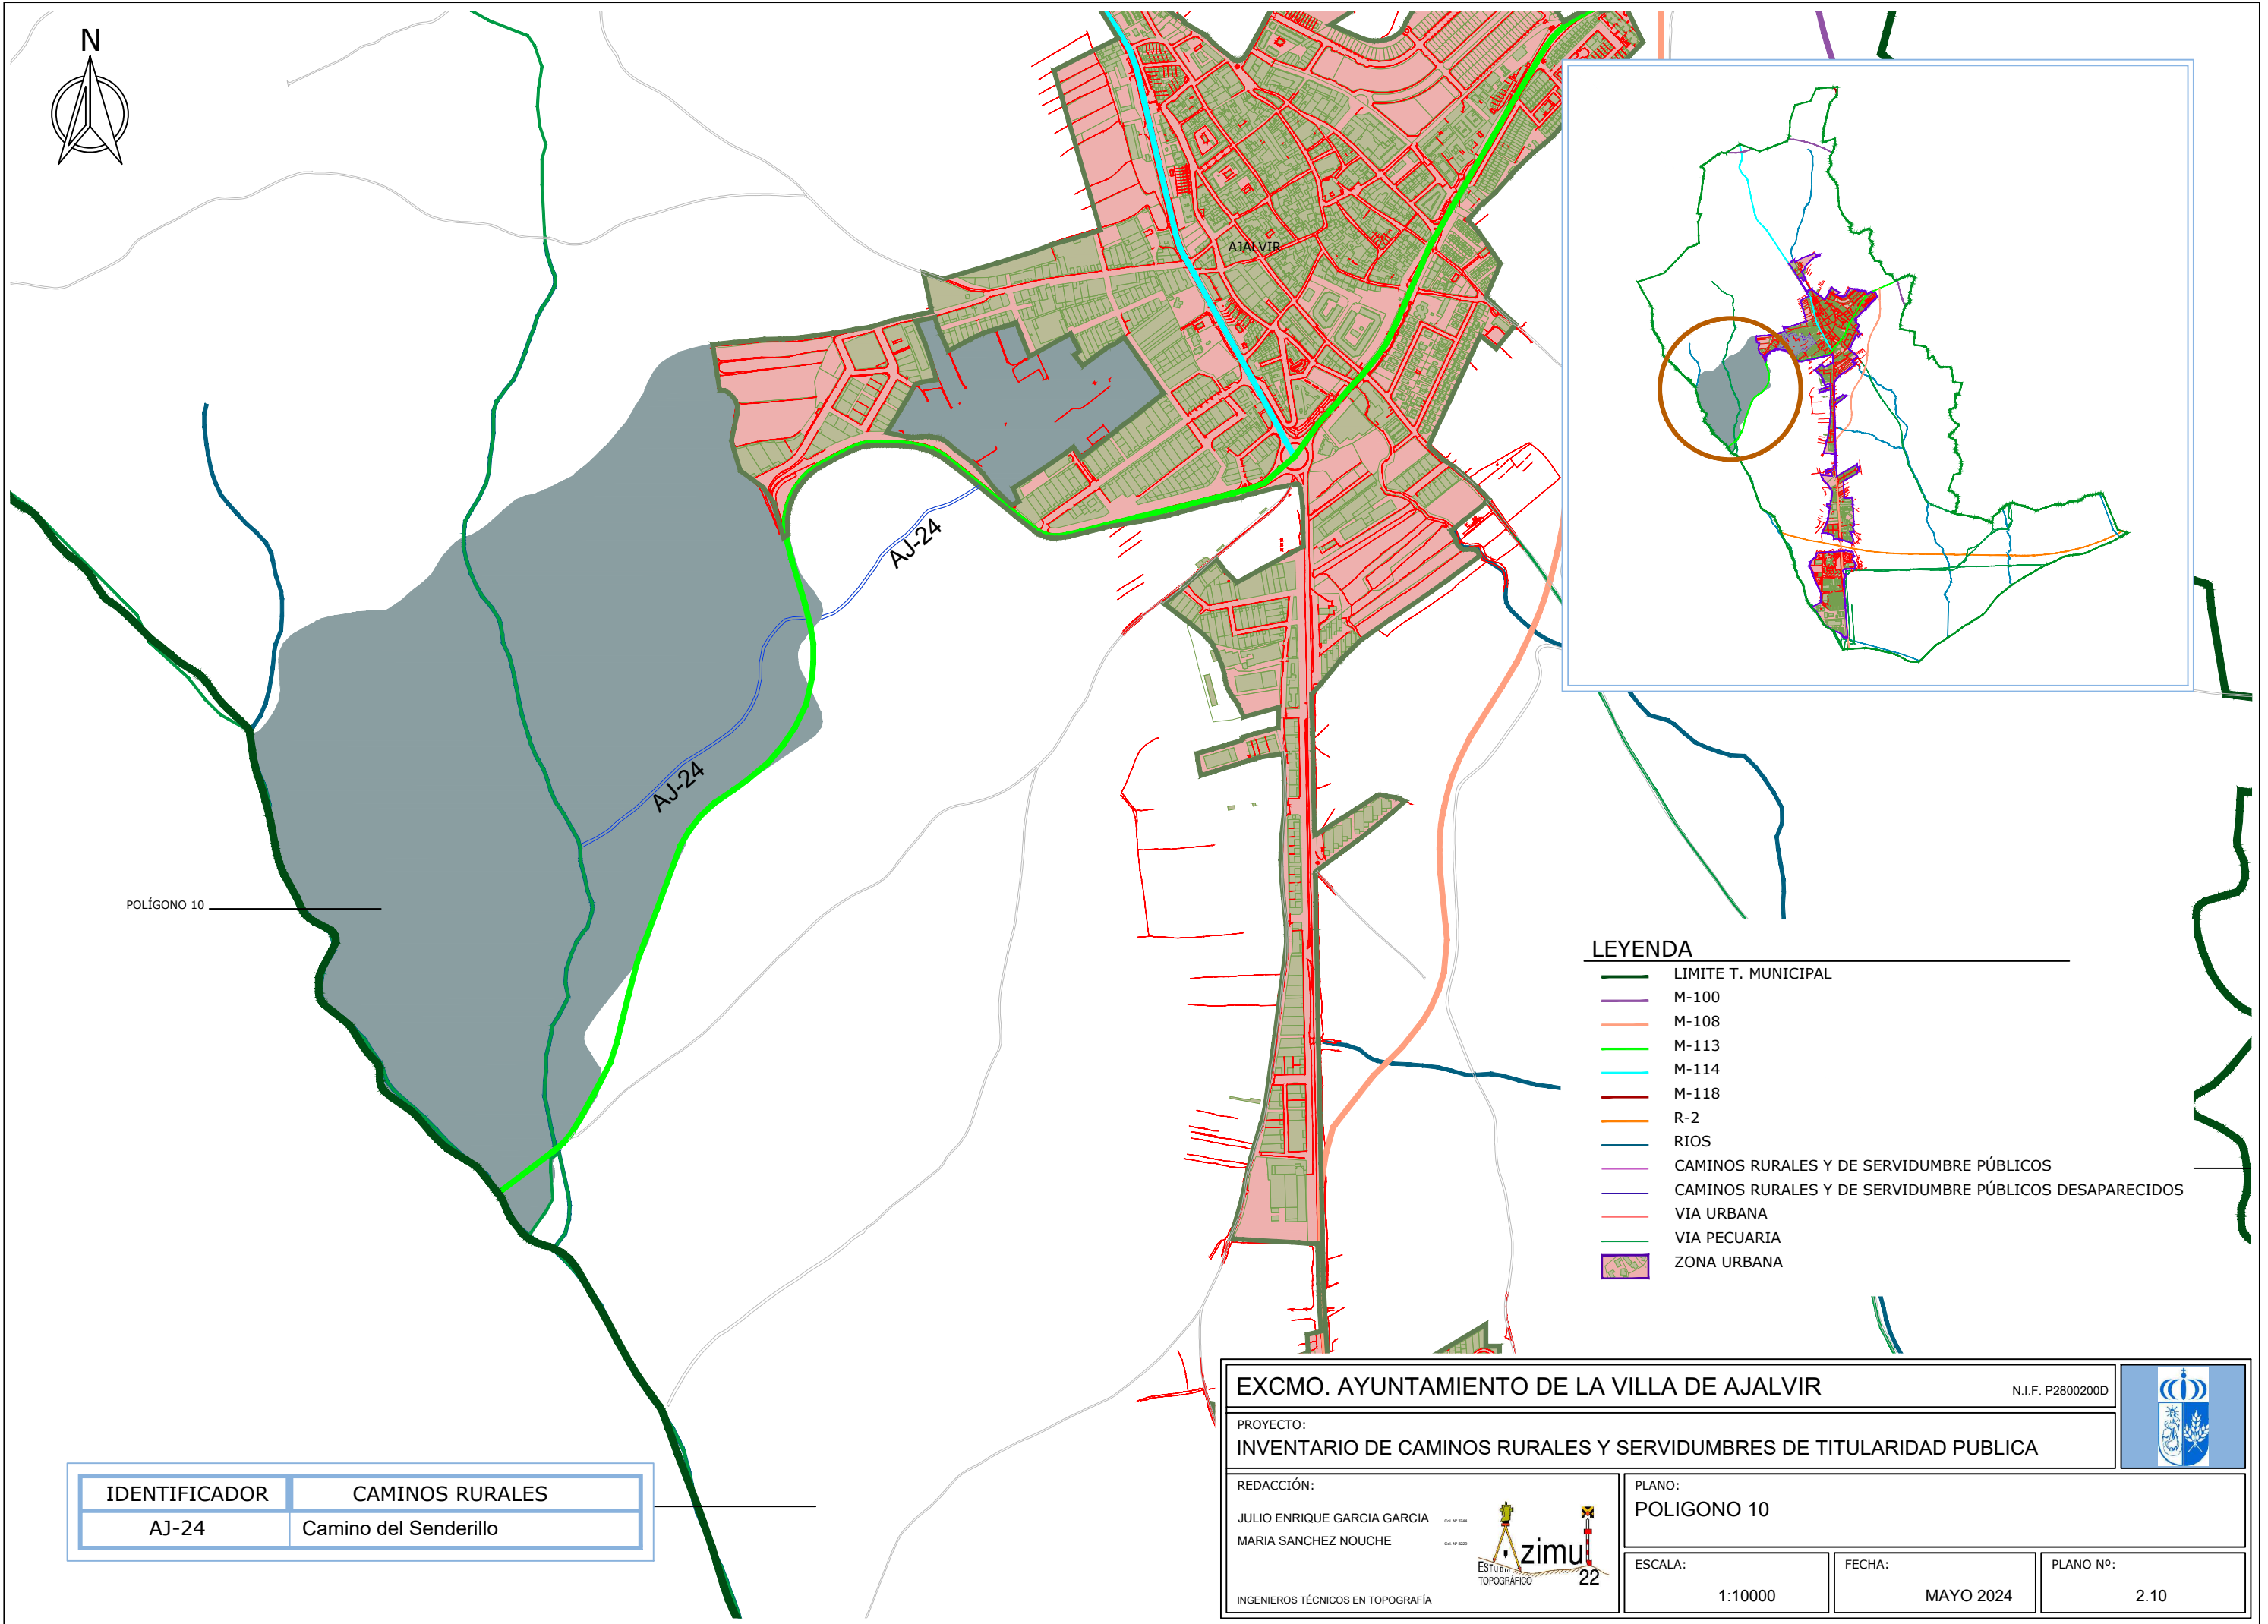 N
AJALVIR
AJ-24
AJ-24
POLÍGONO 10
LEYENDA
LIMITE T. MUNICIPAL
M-100
M-108
M-113
M-114
M-118
R-2
RIOS
CAMINOS RURALES Y DE SERVIDUMBRE PÚBLICOS
CAMINOS RURALES Y DE SERVIDUMBRE PÚBLICOS DESAPARECIDOS
VIA URBANA
VIA PECUARIA
ZONA URBANA
IDENTIFICADOR CAMINOS RURALES
AJ-24 Camino del Senderillo
EXCMO. AYUNTAMIENTO DE LA VILLA DE AJALVIR N.I.F. P2800200D
PROYECTO:
INVENTARIO DE CAMINOS RURALES Y SERVIDUMBRES DE TITULARIDAD PUBLICA
REDACCIÓN:
JULIO ENRIQUE GARCIA GARCIA
MARIA SANCHEZ NOUCHE
Azimut
ESTUDIO
TOPOGRÁFICO
22
INGENIEROS TÉCNICOS EN TOPOGRAFÍA
PLANO:
POLIGONO 10
ESCALA:
1:10000
FECHA:
MAYO 2024
PLANO Nº:
2.10